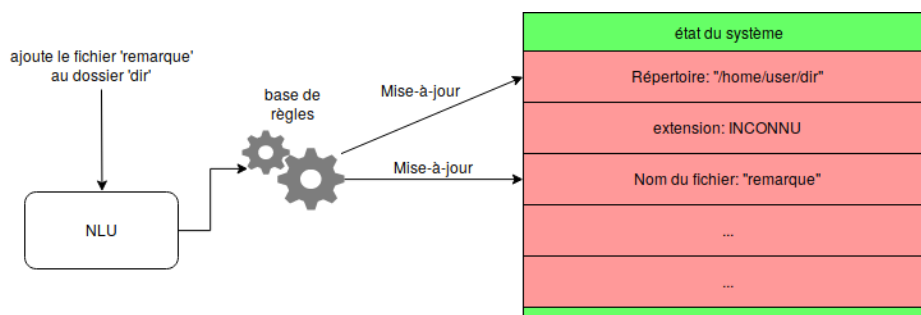 ajoute le fichier 'remarque'
au dossier 'dir'
NLU
base de
règles
Mise-à-jour
Mise-à-jour
état du système
Répertoire: "/home/user/dir"
extension: INCONNU
Nom du fichier: "remarque"
...
...